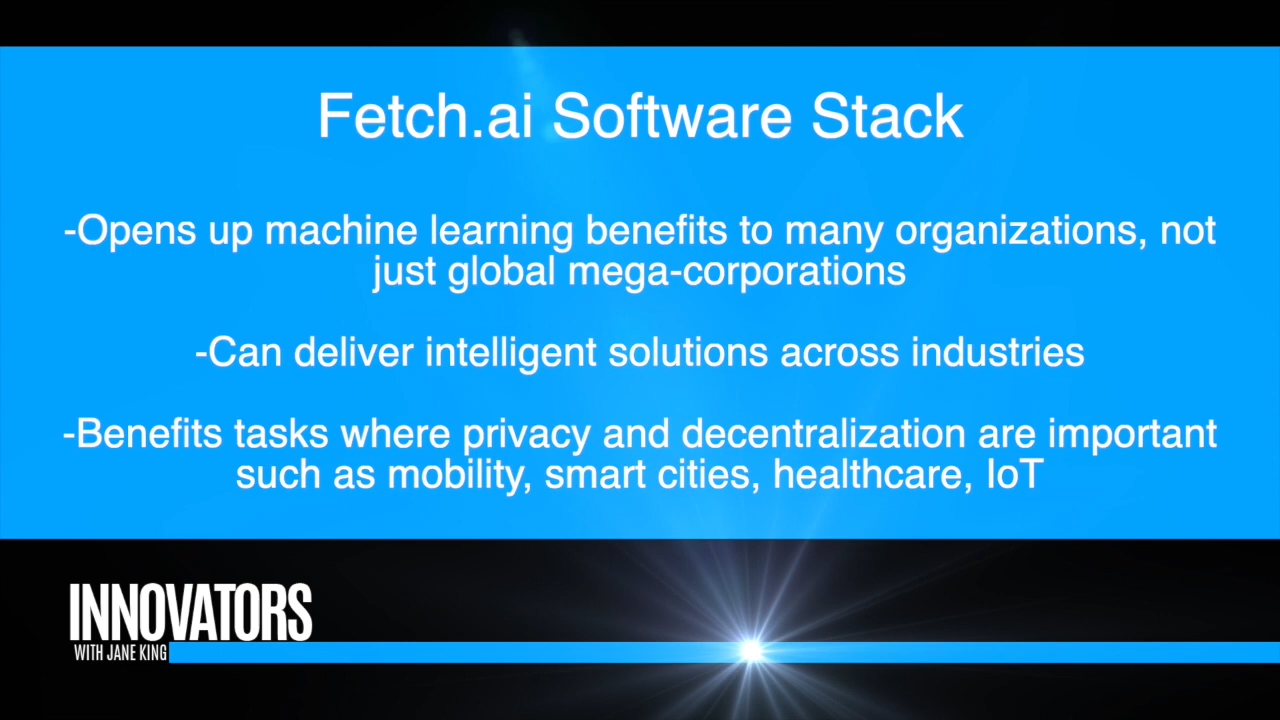 Fetch.ai Software Stack
-Opens up machine learning benefits to many organizations, not
just global mega-corporations
-Can deliver intelligent solutions across industries
-Benefits tasks where privacy and decentralization are important
such as mobility, smart cities, healthcare, IoT
INNOVATORS
WITH JANE KING